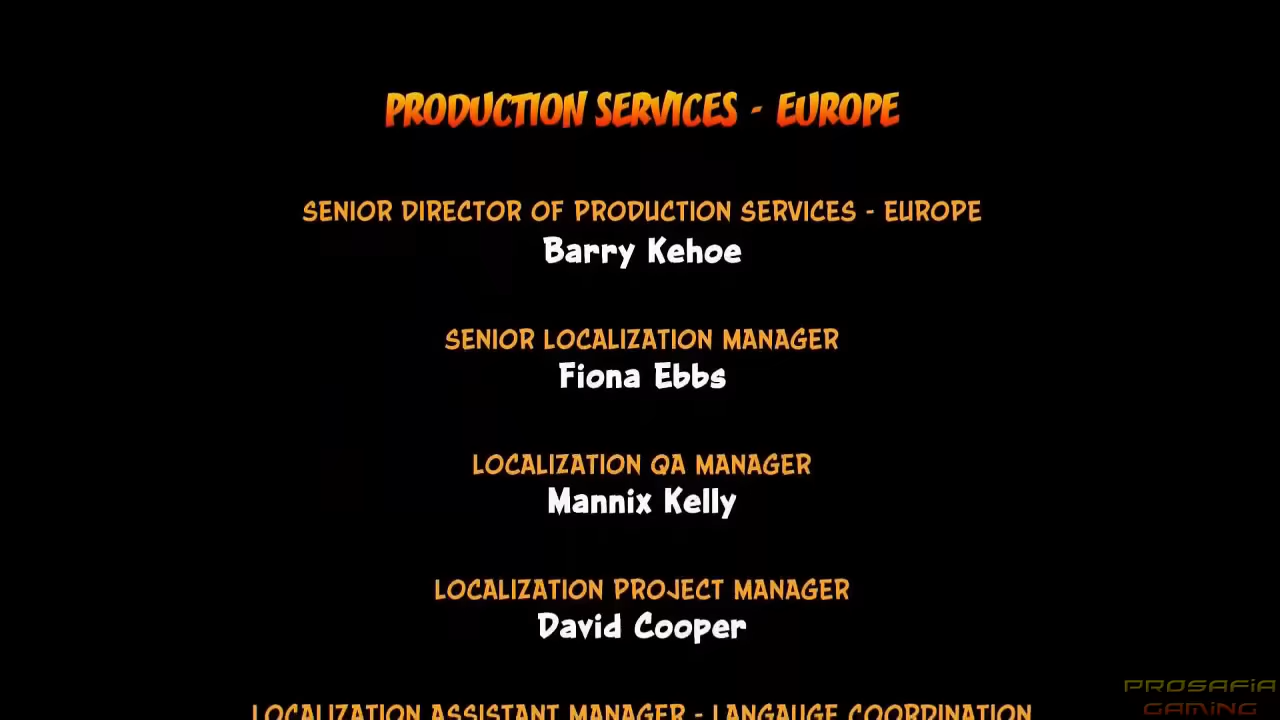 PRODUCTION SERVICES - EUROPE
SENIOR DIRECTOR OF PRODUCTION SERVICES - EUROPE
Barry Kehoe
SENIOR LOCALIZATION MANAGER
Fiona Ebbs
LOCALIZATION QA MANAGER
Mannix Kelly
LOCALIZATION PROJECT MANAGER
David Cooper
LOCALIZATION ASSISTANT MANAGER - LANGAUGE COORDINATION
PROSAFIA
GAMING